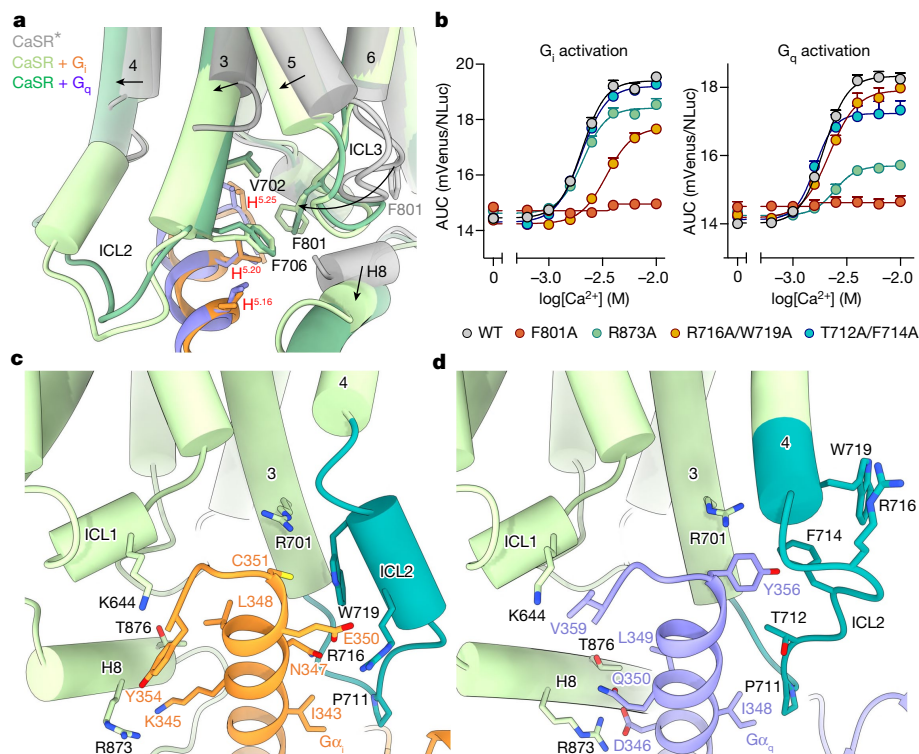 a
CaSR*
CaSR + Gi
CaSR + Gq
4
3
5
6
ICL3
V702
H5.25
F801
F801
F706
ICL2
H5.20
H8
H5.16
b
Gi activation
Gq activation
AUC (mVenus/NLuc)
20
18
16
14
0
–3.0
–2.5
–2.0
log[Ca2+] (M)
AUC (mVenus/NLuc)
18
16
14
0
–3.0
–2.5
–2.0
log[Ca2+] (M)
WT F801A R873A R716A/W719A T712A/F714A
c
4
3
R701
ICL1
C351
ICL2
K644
L348
W719
T876
E350
R716
H8
N347
Y354
P711
K345
I343
R873
Gαi
d
4
W719
3
R716
R701
F714
ICL1
Y356
K644
V359
T712
ICL2
L349
T876
Q350
P711
H8
I348
R873
D346
Gαq